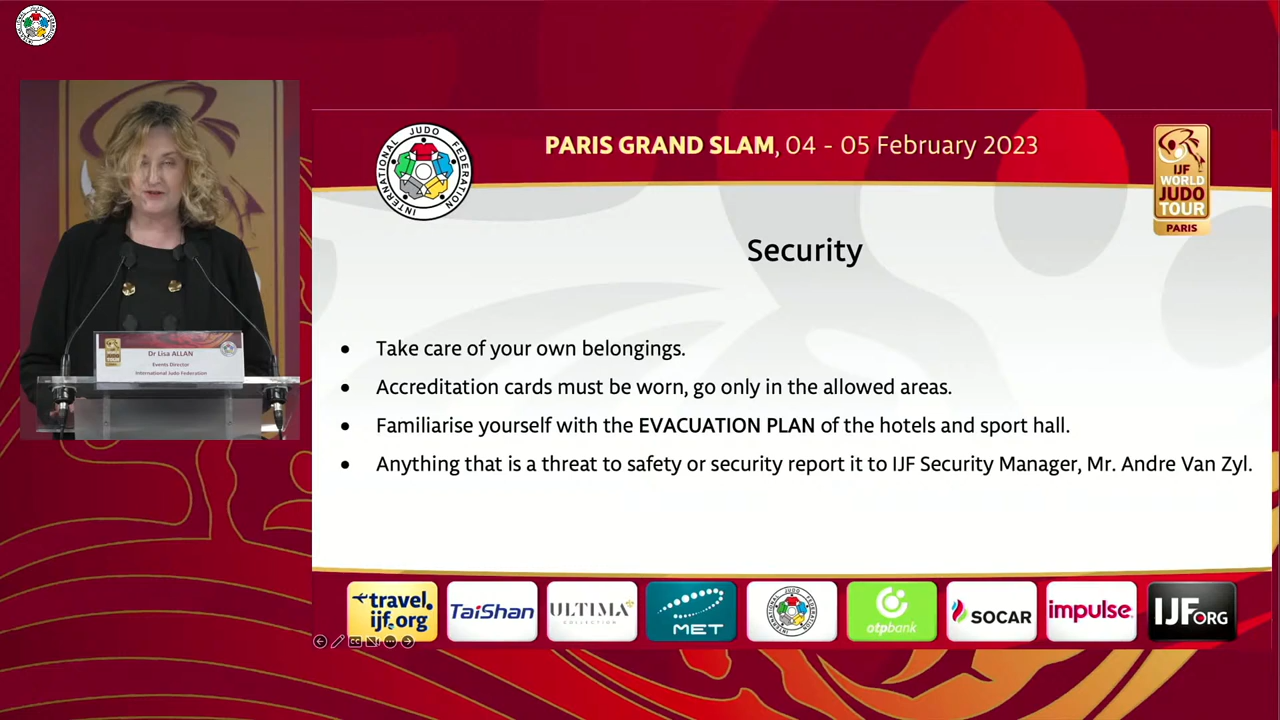 PARIS GRAND SLAM, 04 - 05 February 2023
INTERNATIONAL JUDO FEDERATION
IJF
WORLD
JUDO
TOUR
PARIS
Security
• Take care of your own belongings.
• Accreditation cards must be worn, go only in the allowed areas.
• Familiarise yourself with the EVACUATION PLAN of the hotels and sport hall.
• Anything that is a threat to safety or security report it to IJF Security Manager, Mr. Andre Van Zyl.
Dr Lisa ALLAN
Events Director
International Judo Federation
travel.
ijf.org
TAISHAN
ULTIMA
COLLECTION
MET
INTERNATIONAL JUDO FEDERATION
otpbank
SOCAR
impulse
IJF.ORG